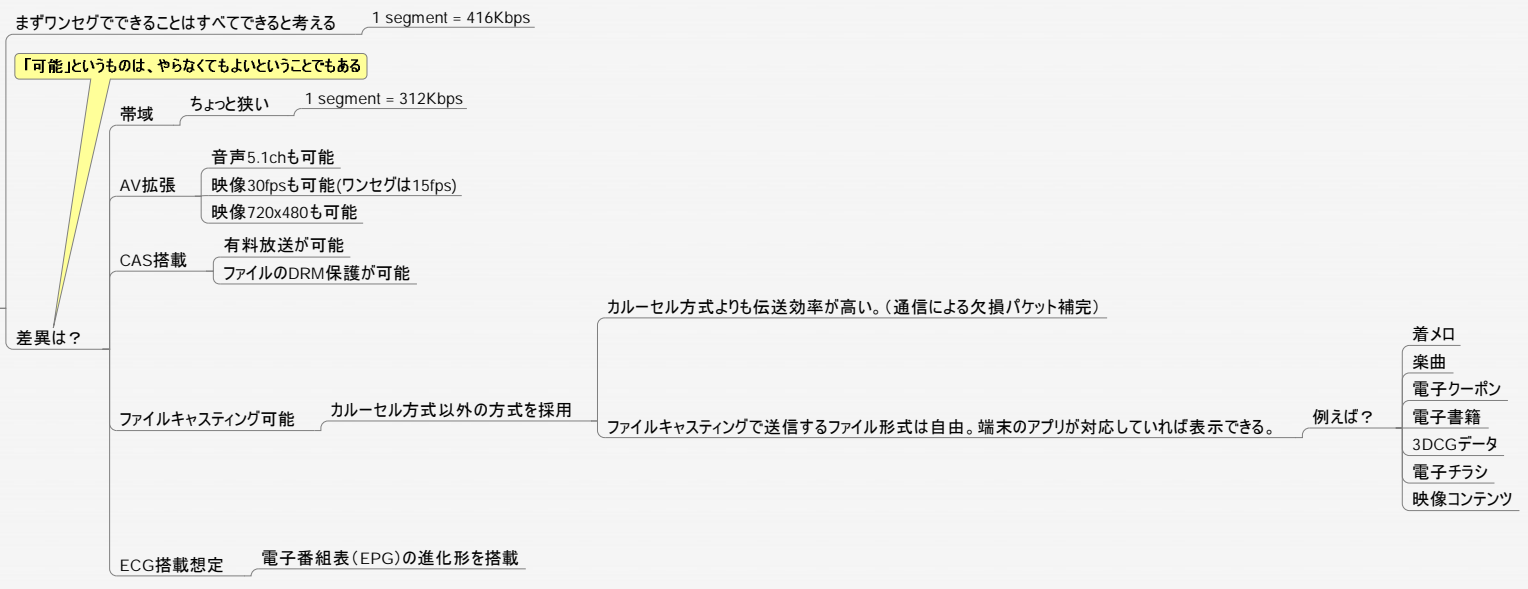 まずワンセグでできることはすべてできると考える
1 segment = 416Kbps
「可能」というものは、やらなくてもよいということでもある
差異は？
帯域
ちょっと狭い
1 segment = 312Kbps
AV拡張
音声5.1chも可能
映像30fpsも可能(ワンセグは15fps)
映像720x480も可能
CAS搭載
有料放送が可能
ファイルのDRM保護が可能
ファイルキャスティング可能
カルーセル方式以外の方式を採用
カルーセル方式よりも伝送効率が高い。（通信による欠損パケット補完）
ファイルキャスティングで送信するファイル形式は自由。端末のアプリが対応していれば表示できる。
例えば？
着メロ
楽曲
電子クーポン
電子書籍
3DCGデータ
電子チラシ
映像コンテンツ
ECG搭載想定
電子番組表（EPG）の進化形を搭載